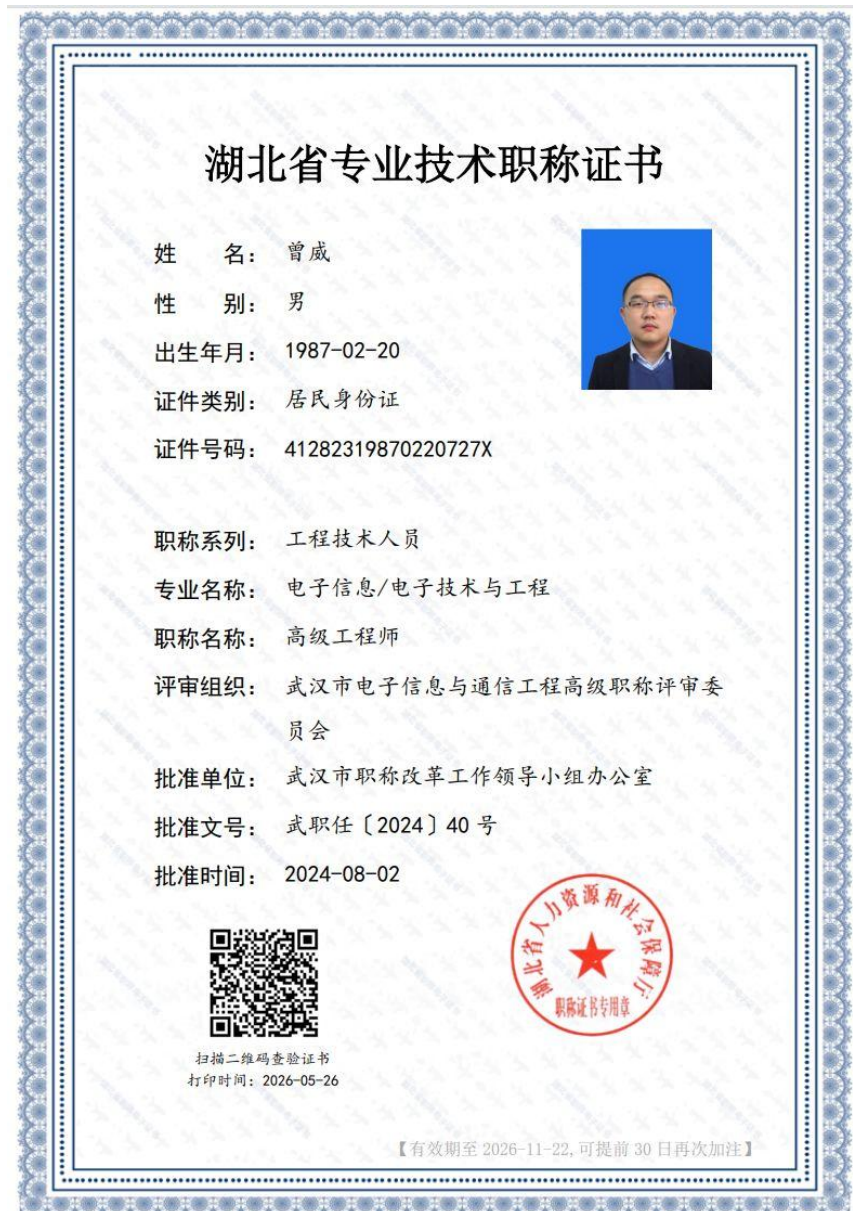 湖北省专业技术职称证书
姓 名： 曾威
性 别： 男
出生年月： 1987-02-20
证件类别： 居民身份证
证件号码： 41282319870220727X
职称系列： 工程技术人员
专业名称： 电子信息/电子技术与工程
职称名称： 高级工程师
评审组织： 武汉市电子信息与通信工程高级职称评审委
员会
批准单位： 武汉市职称改革工作领导小组办公室
批准文号： 武职任〔2024〕40 号
批准时间： 2024-08-02
湖北省人力资源和社会保障厅
职称证书专用章
扫描二维码查验证书
打印时间：2026-05-26
【有效期至 2026-11-22,可提前 30 日再次加注】